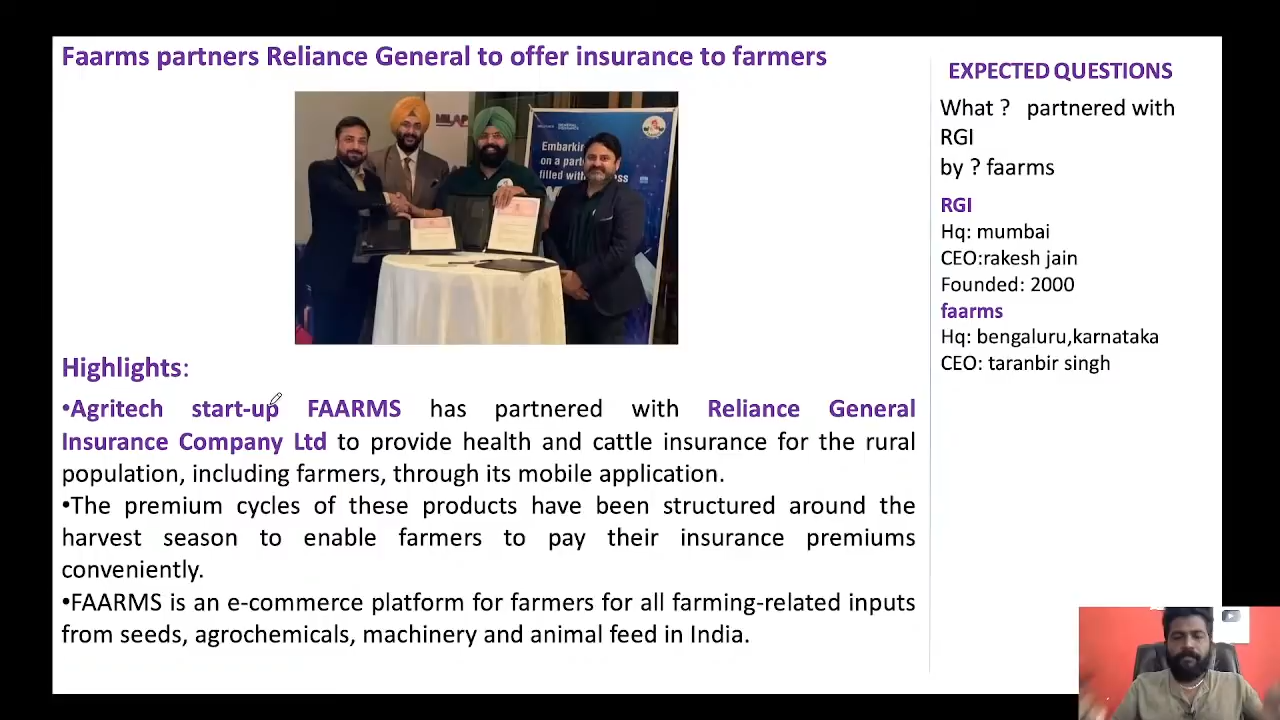 Faarms partners Reliance General to offer insurance to farmers
MILAP
GENERAL
INSURANCE
Embarkin
on a part
filled with ess
Highlights:
•Agritech start-up FAARMS has partnered with Reliance General
Insurance Company Ltd to provide health and cattle insurance for the rural
population, including farmers, through its mobile application.
•The premium cycles of these products have been structured around the
harvest season to enable farmers to pay their insurance premiums
conveniently.
•FAARMS is an e-commerce platform for farmers for all farming-related inputs
from seeds, agrochemicals, machinery and animal feed in India.
EXPECTED QUESTIONS
What ? partnered with
RGI
by ? faarms
RGI
Hq: mumbai
CEO:rakesh jain
Founded: 2000
faarms
Hq: bengaluru,karnataka
CEO: taranbir singh